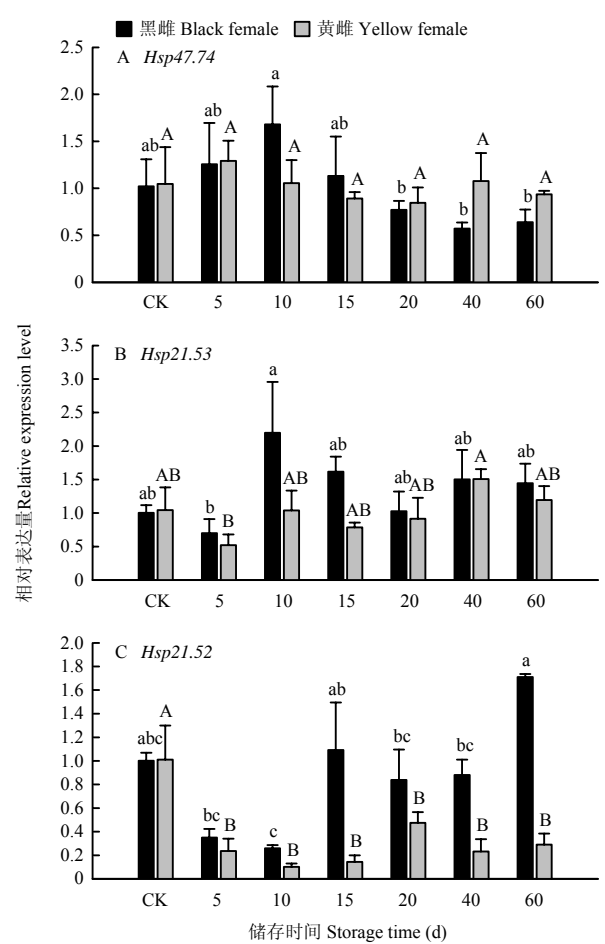 黑雌 Black female 黄雌 Yellow female
A Hsp47.74
2.5
2.0
1.5
1.0
0.5
0
ab A ab A a A ab A b A b A b A
CK 5 10 15 20 40 60
相对表达量Relative expression level
B Hsp21.53
3.5
3.0
2.5
2.0
1.5
1.0
0.5
0
ab AB b B a AB ab AB ab AB ab A ab AB
CK 5 10 15 20 40 60
C Hsp21.52
2.0
1.8
1.6
1.4
1.2
1.0
0.8
0.6
0.4
0.2
0
abc A bc B c B ab B bc B bc B a B
CK 5 10 15 20 40 60
储存时间 Storage time (d)